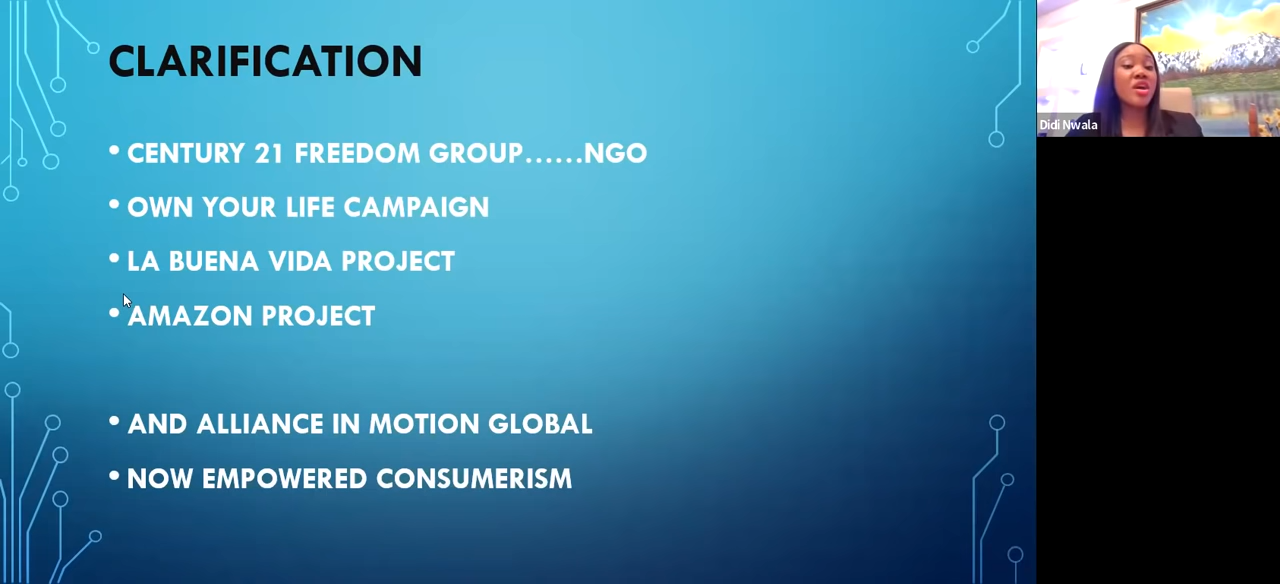 CLARIFICATION
• CENTURY 21 FREEDOM GROUP......NGO
• OWN YOUR LIFE CAMPAIGN
• LA BUENA VIDA PROJECT
• AMAZON PROJECT
• AND ALLIANCE IN MOTION GLOBAL
• NOW EMPOWERED CONSUMERISM
Didi Nwala